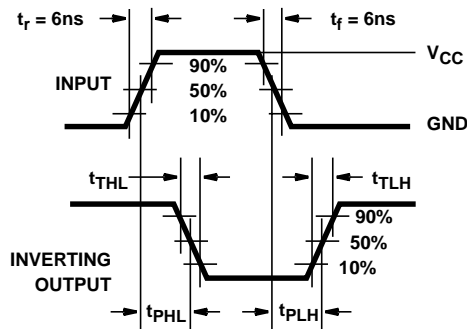 tr = 6ns
tf = 6ns
VCC
INPUT
90%
50%
10%
GND
tTHL
tTLH
90%
50%
10%
INVERTING
OUTPUT
tPHL
tPLH